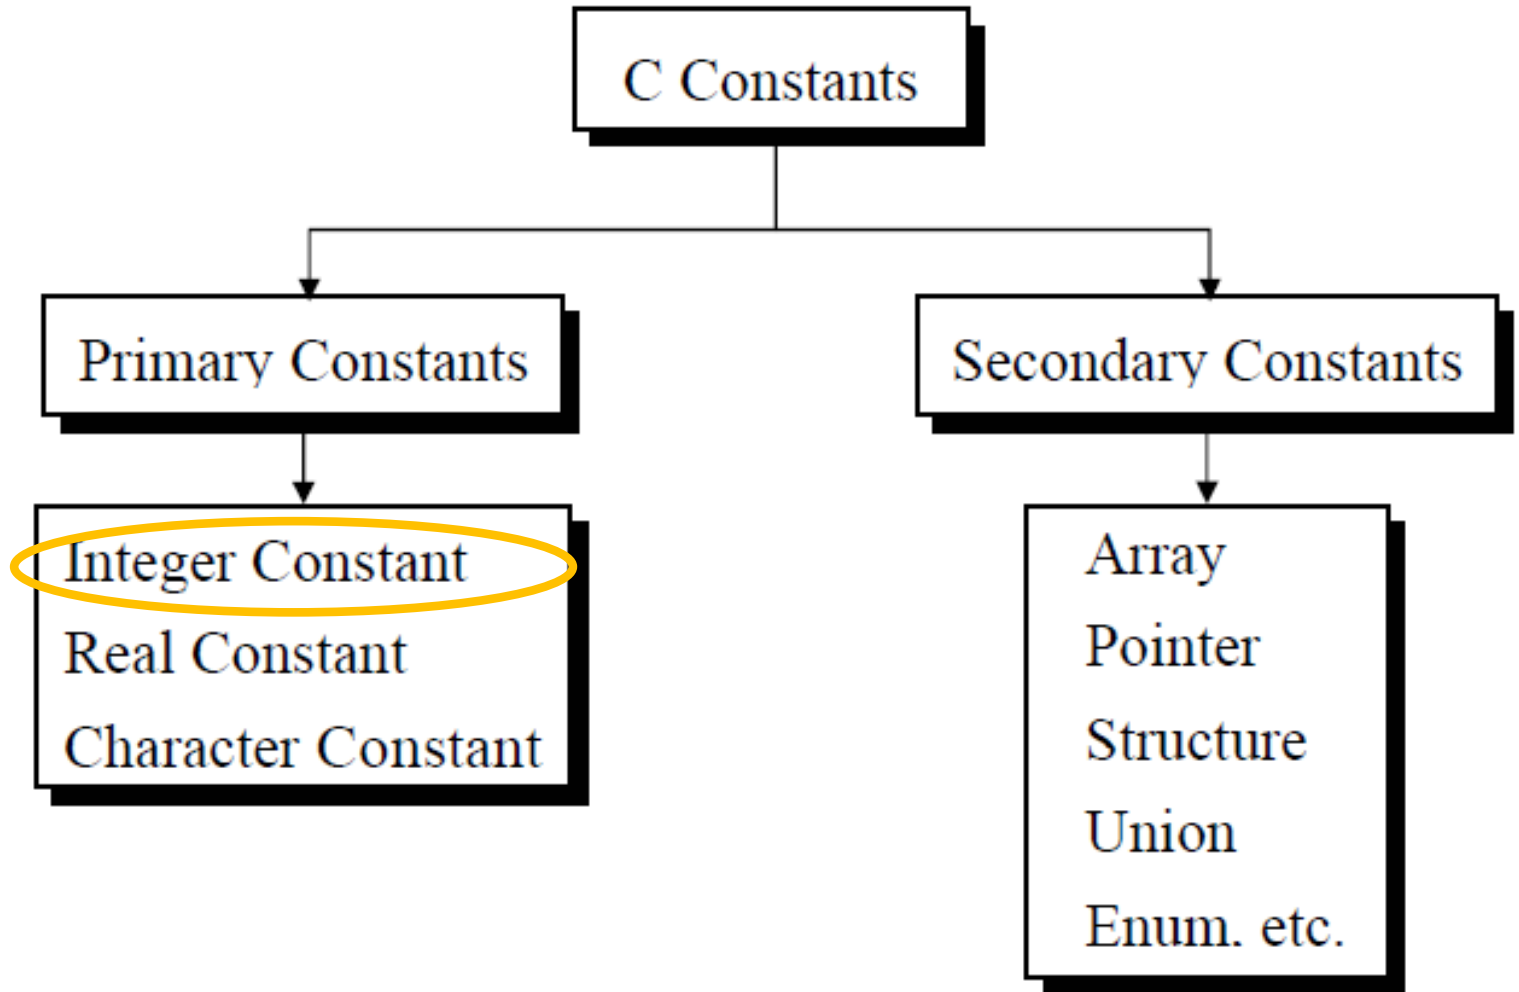 C Constants
Primary Constants
Secondary Constants
Integer Constant
Real Constant
Character Constant
Array
Pointer
Structure
Union
Enum. etc.